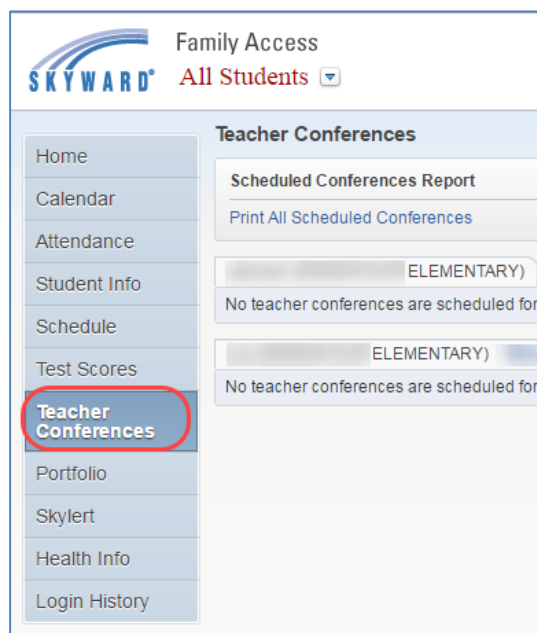 Family Access
SKYWARD®
All Students
Home
Calendar
Attendance
Student Info
Schedule
Test Scores
Teacher
Conferences
Portfolio
Skylert
Health Info
Login History
Teacher Conferences
Scheduled Conferences Report
Print All Scheduled Conferences
ELEMENTARY)
No teacher conferences are scheduled for
ELEMENTARY)
No teacher conferences are scheduled for